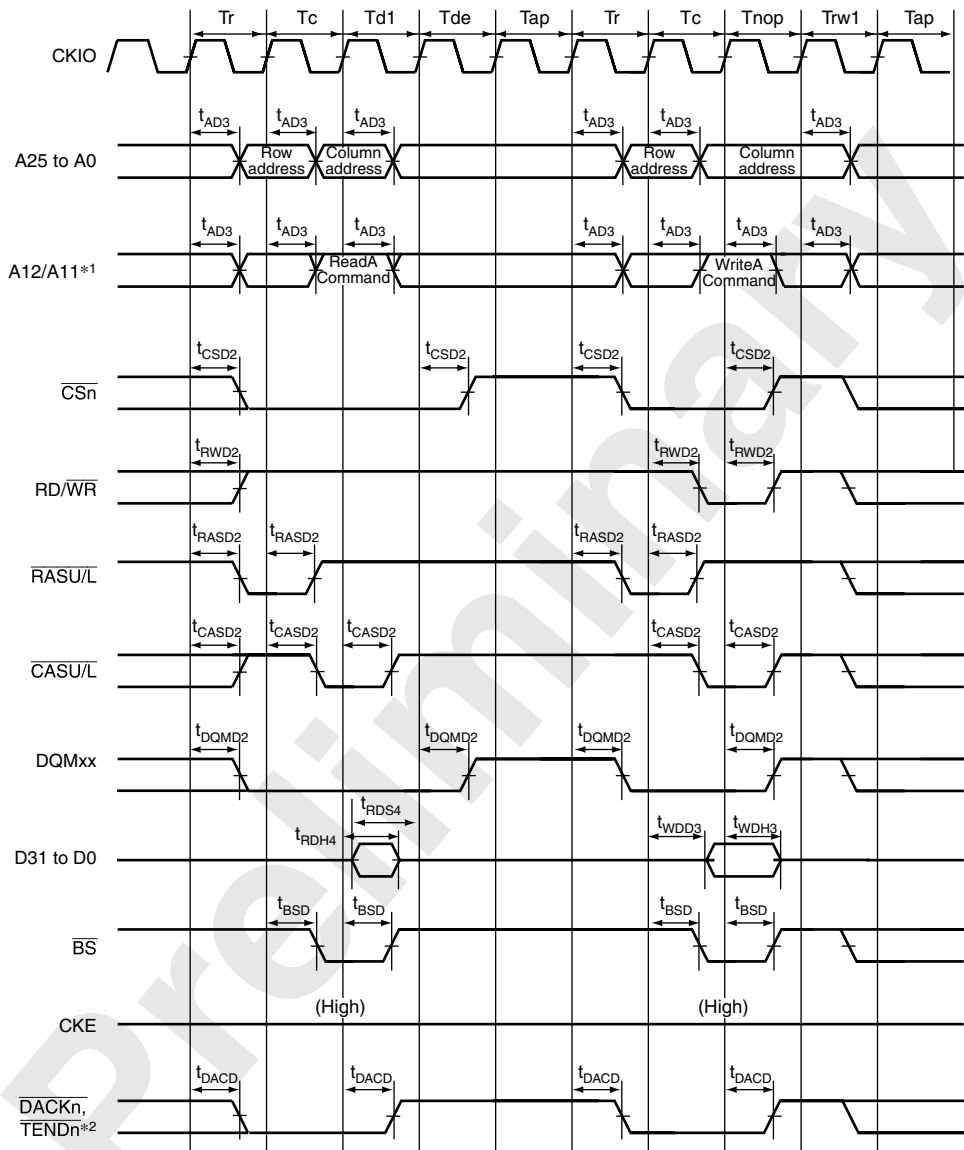 Tr Tc Td1 Tde Tap Tr Tc Tnop Trw1 Tap
CKIO
tAD3 tAD3 tAD3 tAD3 tAD3 tAD3
A25 to A0
Row address
Column address
Row address
Column address
tAD3 tAD3 tAD3 tAD3 tAD3 tAD3 tAD3
A12/A11*1
ReadA Command
WriteA Command
tCSD2 tCSD2 tCSD2 tCSD2
CSn
tRWD2 tRWD2 tRWD2
RD/WR
tRASD2 tRASD2 tRASD2 tRASD2
RASU/L
tCASD2 tCASD2 tCASD2 tCASD2 tCASD2
CASU/L
tDQMD2 tDQMD2 tDQMD2 tDQMD2
DQMxx
tRDS4
tRDH4 tWDD3 tWDH3
D31 to D0
tBSD tBSD tBSD tBSD
BS
(High) (High)
CKE
tDACD tDACD tDACD tDACD
DACKn,
TENDn*2
Preliminary